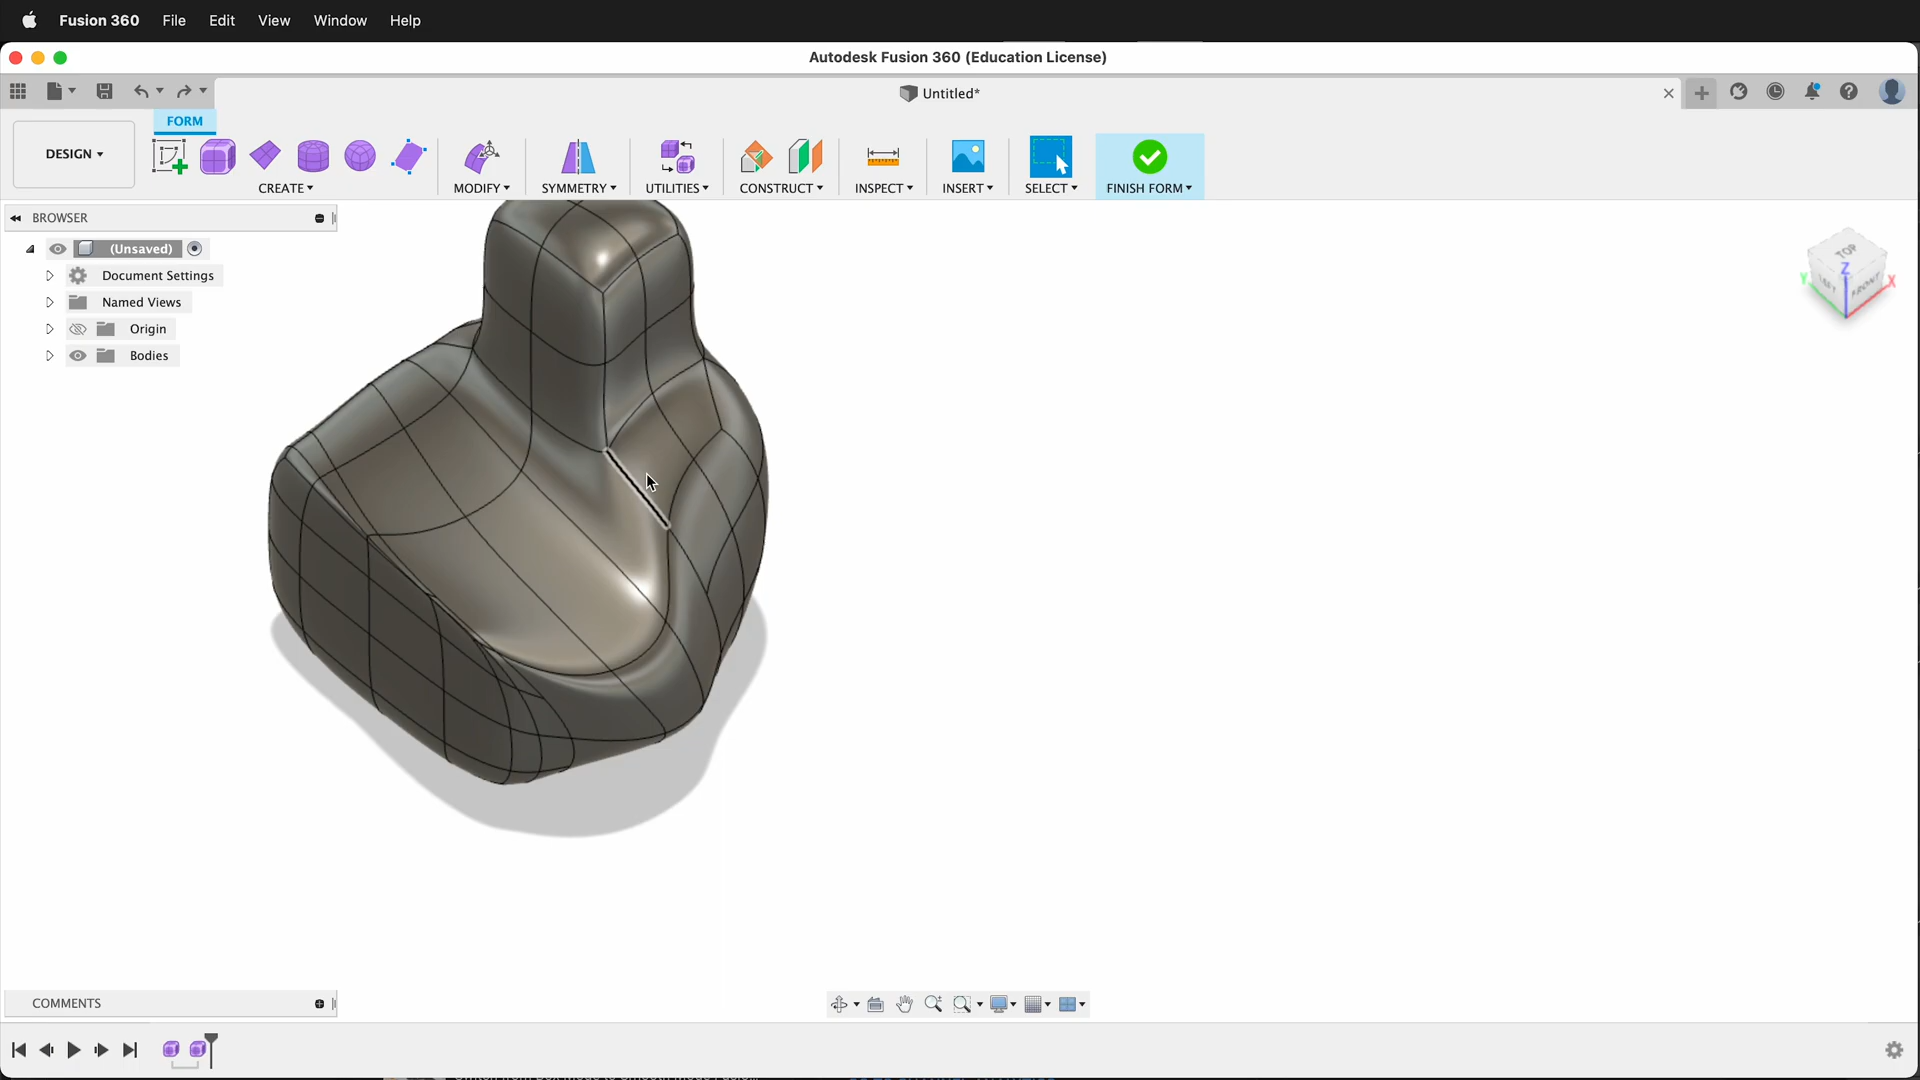 Fusion 360 File Edit View Window Help
Autodesk Fusion 360 (Education License)
Untitled*
FORM
DESIGN
CREATE MODIFY SYMMETRY UTILITIES CONSTRUCT INSPECT INSERT SELECT FINISH FORM
BROWSER
(Unsaved)
Document Settings
Named Views
Origin
Bodies
TOP
LEFT FRONT
Z
Y
X
COMMENTS